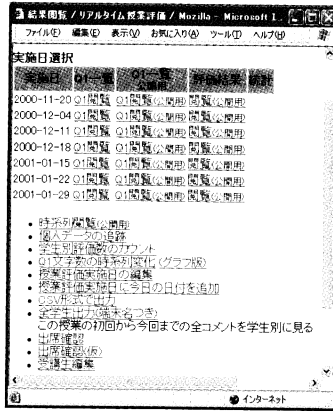 結果閲覧 / リアルタイム授業評価 / Mozilla - Microsoft I...
ファイル(F) 編集(E) 表示(V) お気に入り(A) ツール(T) ヘルプ(H)
実施日選択
実施日 Q1一覧 Q1一覧 公開用 評価結果 統計
2000-11-20 Q1閲覧 Q1閲覧(公開用) 閲覧(公開用)
2000-12-04 Q1閲覧 Q1閲覧(公開用) 閲覧(公開用)
2000-12-11 Q1閲覧 Q1閲覧(公開用) 閲覧(公開用)
2000-12-18 Q1閲覧 Q1閲覧(公開用) 閲覧(公開用)
2001-01-15 Q1閲覧 Q1閲覧(公開用) 閲覧(公開用)
2001-01-22 Q1閲覧 Q1閲覧(公開用) 閲覧(公開用)
2001-01-29 Q1閲覧 Q1閲覧(公開用) 閲覧(公開用)
• 時系列閲覧(公開用)
• 個人データの追跡
• 学生別評価数のカウント
• Q1文字数の時系列変化 (グラフ版)
• 授業評価実施日の編集
• 授業評価実施日に今日の日付を追加
• CSV形式で出力
• 全学生出力(端末名つき)
この授業の初回から今回までの全コメントを学生別に見る
• 出席確認
• 出席確認(仮)
• 受講生編集
インターネット